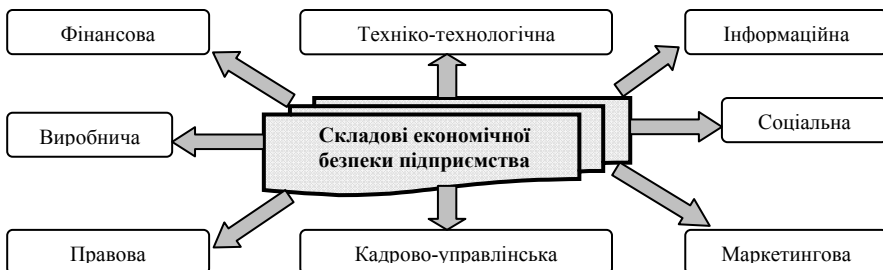 Фінансова
Техніко-технологічна
Інформаційна
Виробнича
Складові економічної
безпеки підприємства
Соціальна
Правова
Кадрово-управлінська
Маркетингова